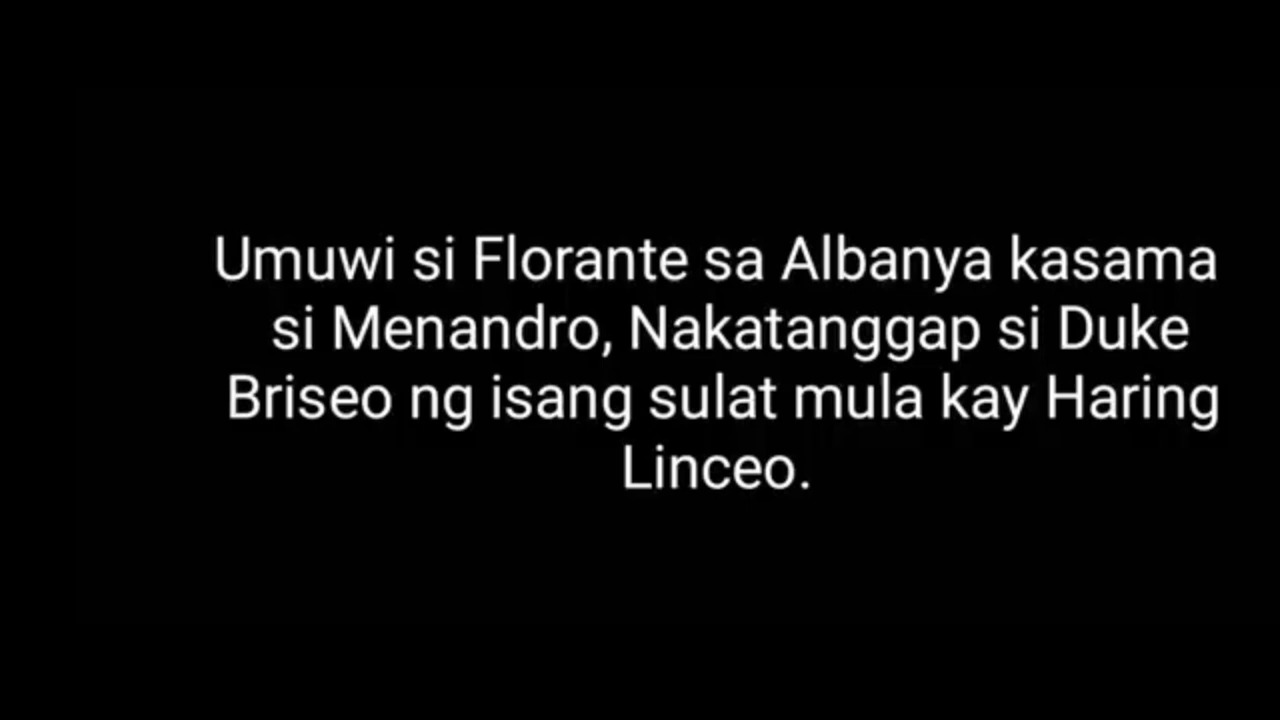 Umuwi si Florante sa Albanya kasama
si Menandro, Nakatanggap si Duke
Briseo ng isang sulat mula kay Haring
Linceo.